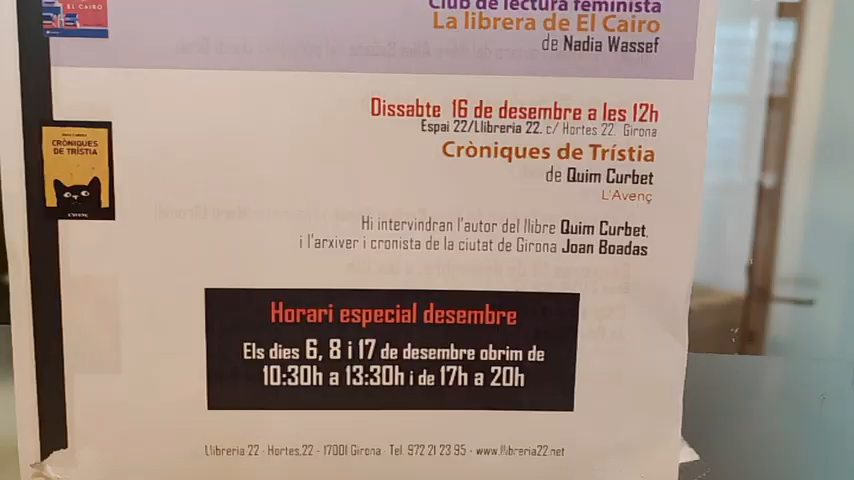 EL CAIRO
Club de lectura feminista
La librera de El Cairo
de Nadia Wassef
Dissabte 16 de desembre a les 12h
Espai 22/Llibreria 22. c/ Hortes 22. Girona
Cròniques de Trístia
de Quim Curbet
L'Avenç
CRÒNIQUES
DE TRÍSTIA
L'AVENÇ
Hi intervindran l'autor del llibre Quim Curbet,
i l'arxiver i cronista de la ciutat de Girona Joan Boadas
Horari especial desembre
Els dies 6, 8 i 17 de desembre obrim de
10:30h a 13:30h i de 17h a 20h
Llibreria 22 - Hortes,22 - 17001 Girona - Tel. 972 21 23 95 - www.llibreria22.net